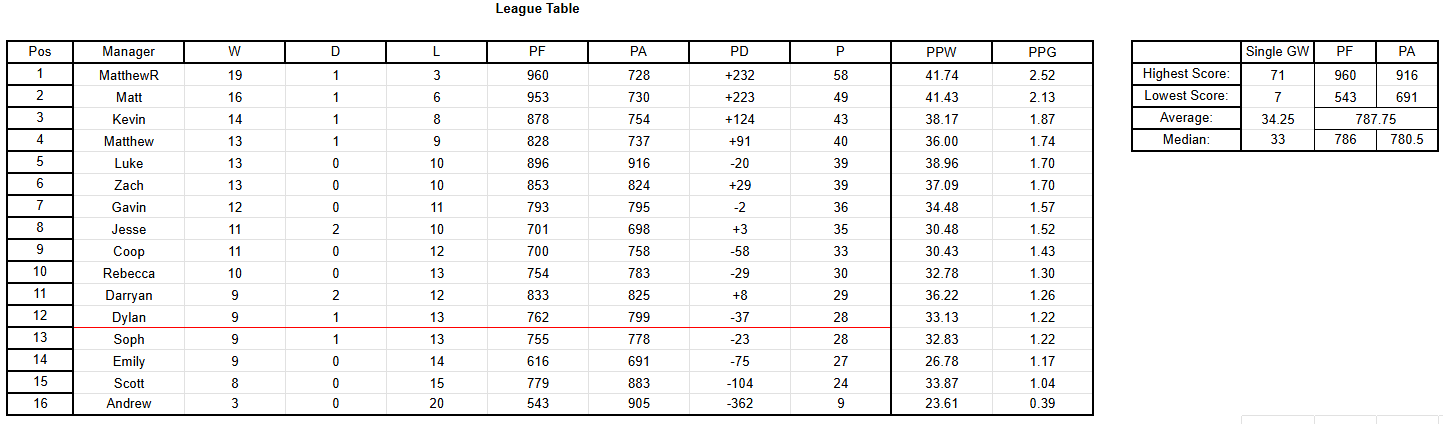 League Table
Pos Manager W D L PF PA PD P PPW PPG
1 MatthewR 19 1 3 960 728 +232 58 41.74 2.52
2 Matt 16 1 6 953 730 +223 49 41.43 2.13
3 Kevin 14 1 8 878 754 +124 43 38.17 1.87
4 Matthew 13 1 9 828 737 +91 40 36.00 1.74
5 Luke 13 0 10 896 916 -20 39 38.96 1.70
6 Zach 13 0 10 853 824 +29 39 37.09 1.70
7 Gavin 12 0 11 793 795 -2 36 34.48 1.57
8 Jesse 11 2 10 701 698 +3 35 30.48 1.52
9 Coop 11 0 12 700 758 -58 33 30.43 1.43
10 Rebecca 10 0 13 754 783 -29 30 32.78 1.30
11 Darryan 9 2 12 833 825 +8 29 36.22 1.26
12 Dylan 9 1 13 762 799 -37 28 33.13 1.22
13 Soph 9 1 13 755 778 -23 28 32.83 1.22
14 Emily 9 0 14 616 691 -75 27 26.78 1.17
15 Scott 8 0 15 779 883 -104 24 33.87 1.04
16 Andrew 3 0 20 543 905 -362 9 23.61 0.39
Single GW PF PA
Highest Score: 71 960 916
Lowest Score: 7 543 691
Average: 34.25 787.75
Median: 33 786 780.5